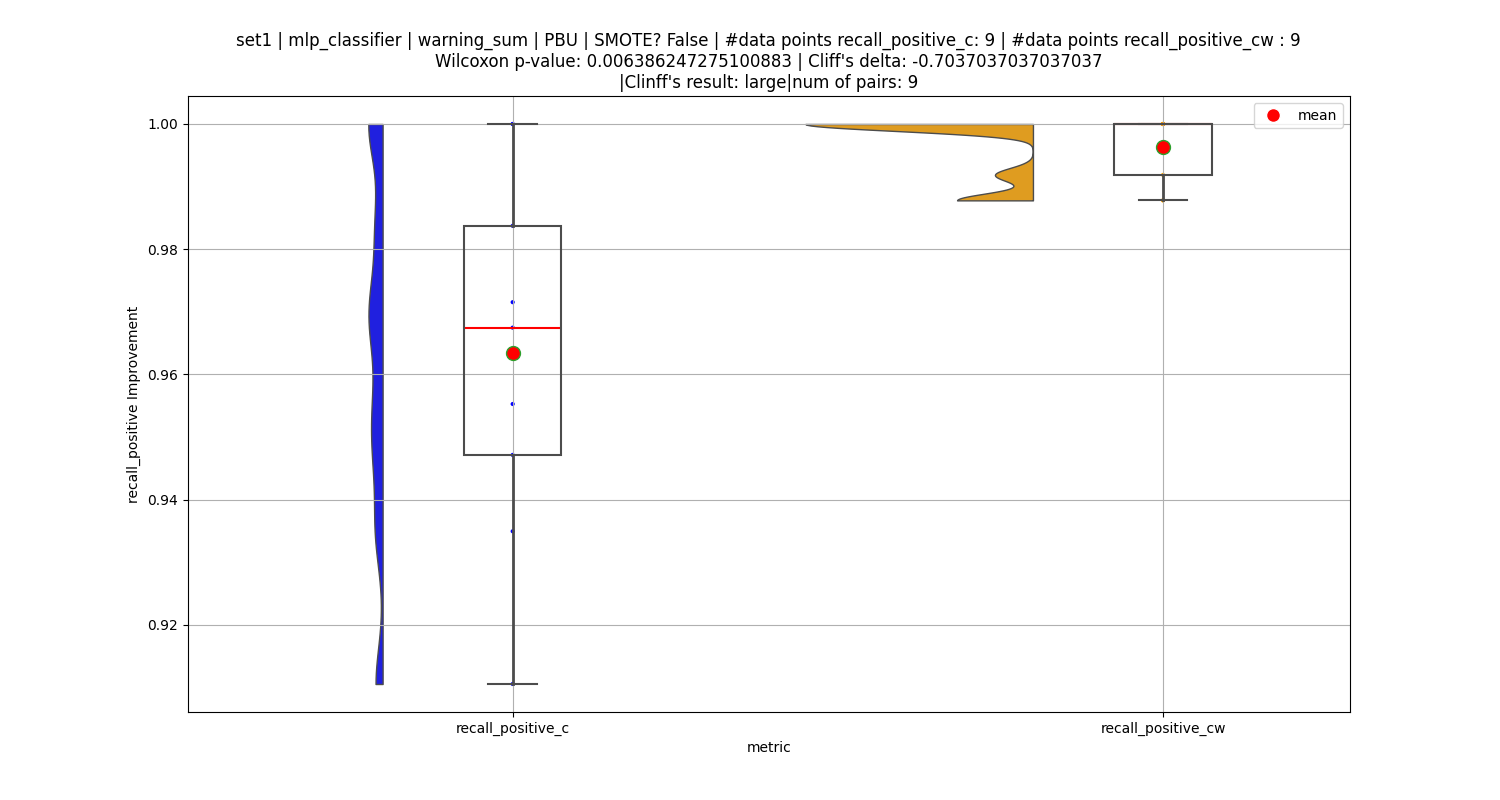 set1 | mlp_classifier | warning_sum | PBU | SMOTE? False | #data points recall_positive_c: 9 | #data points recall_positive_cw : 9
Wilcoxon p-value: 0.006386247275100883 | Cliff's delta: -0.7037037037037037
|Clinff's result: large|num of pairs: 9
mean
1.00
0.98
0.96
0.94
0.92
recall_positive Improvement
recall_positive_c
recall_positive_cw
metric